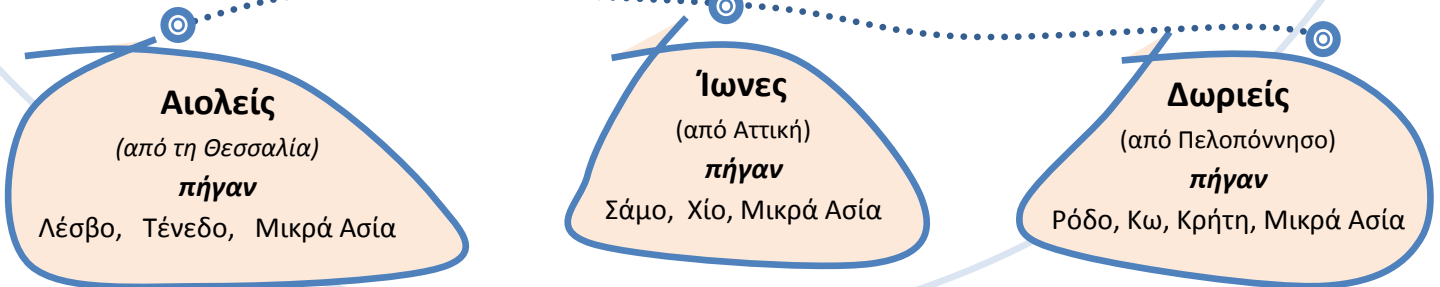 Αιολείς
(από τη Θεσσαλία)
πήγαν
Λέσβο, Τένεδο, Μικρά Ασία
Ίωνες
(από Αττική)
πήγαν
Σάμο, Χίο, Μικρά Ασία
Δωριείς
(από Πελοπόννησο)
πήγαν
Ρόδο, Κω, Κρήτη, Μικρά Ασία